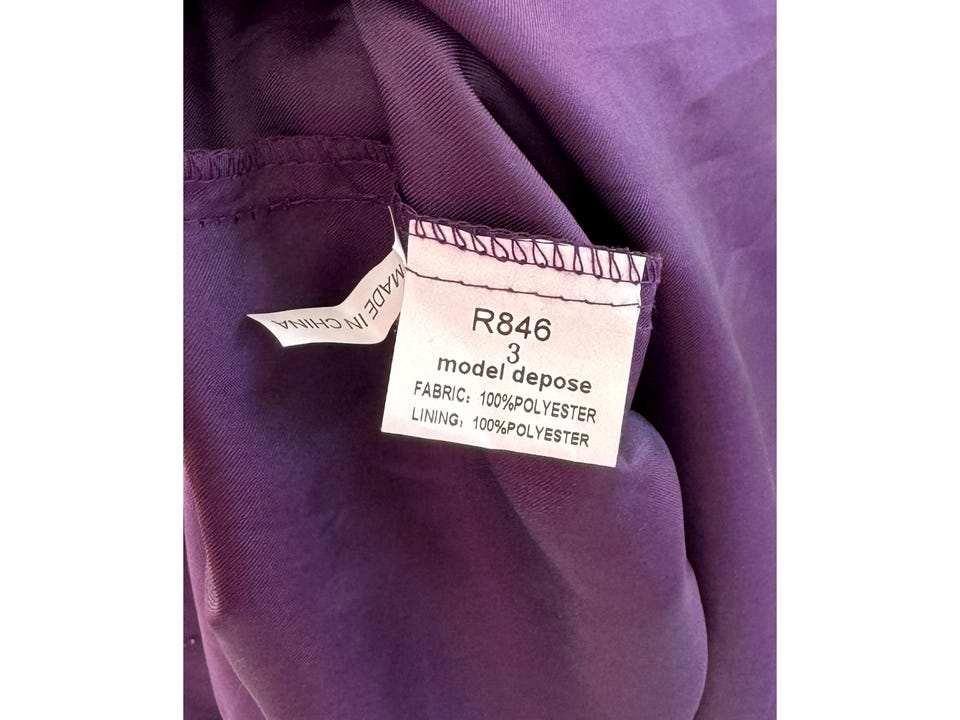 R846
3
model depose
FABRIC: 100%POLYESTER
LINING: 100%POLYESTER
MADE IN CHINA